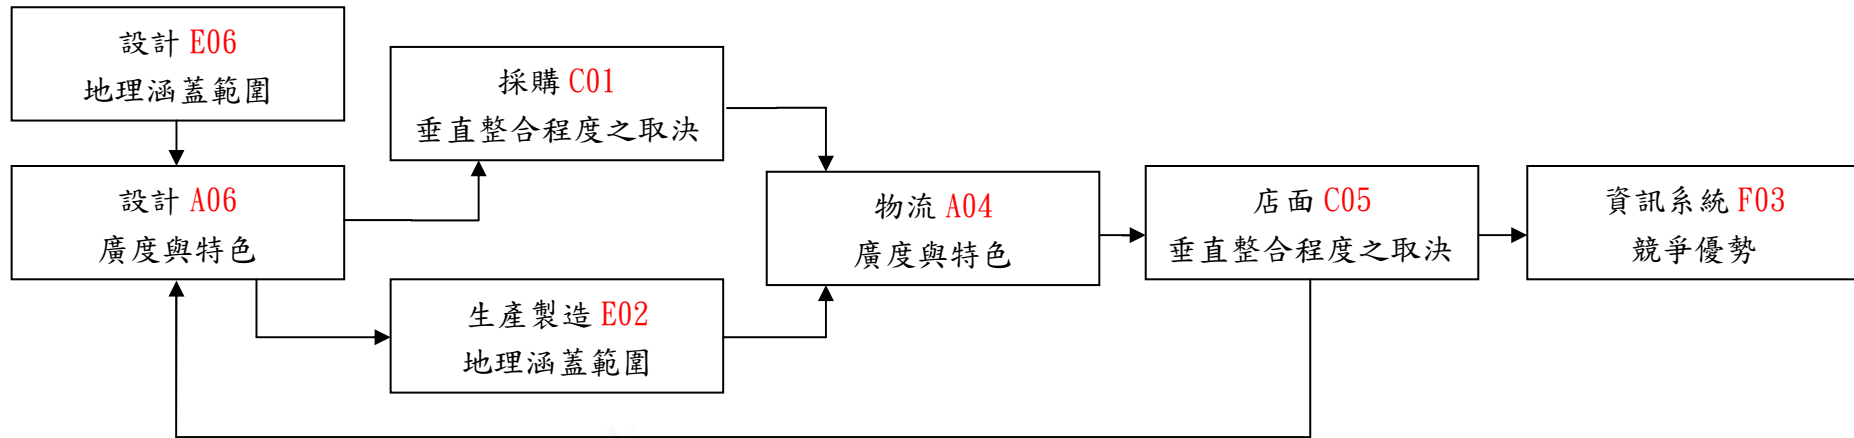 設計 E06
地理涵蓋範圍
設計 A06
廣度與特色
採購 C01
垂直整合程度之取決
生產製造 E02
地理涵蓋範圍
物流 A04
廣度與特色
店面 C05
垂直整合程度之取決
資訊系統 F03
競爭優勢